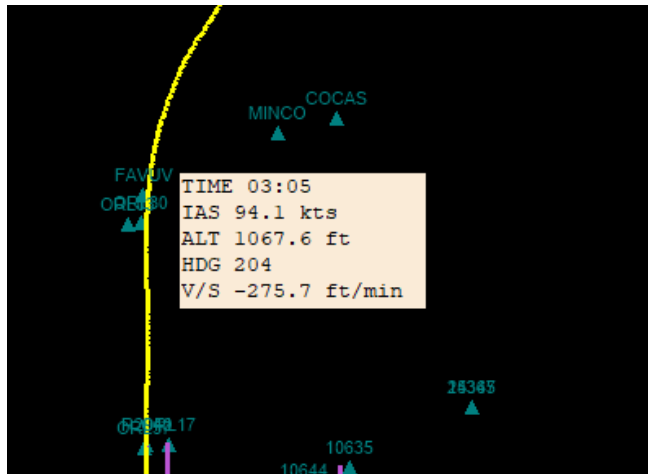 COCAS
MINCO
FAVUV
TIME 03:05
IAS 94.1 kts
ALT 1067.6 ft
HDG 204
V/S -275.7 ft/min
10635
10644